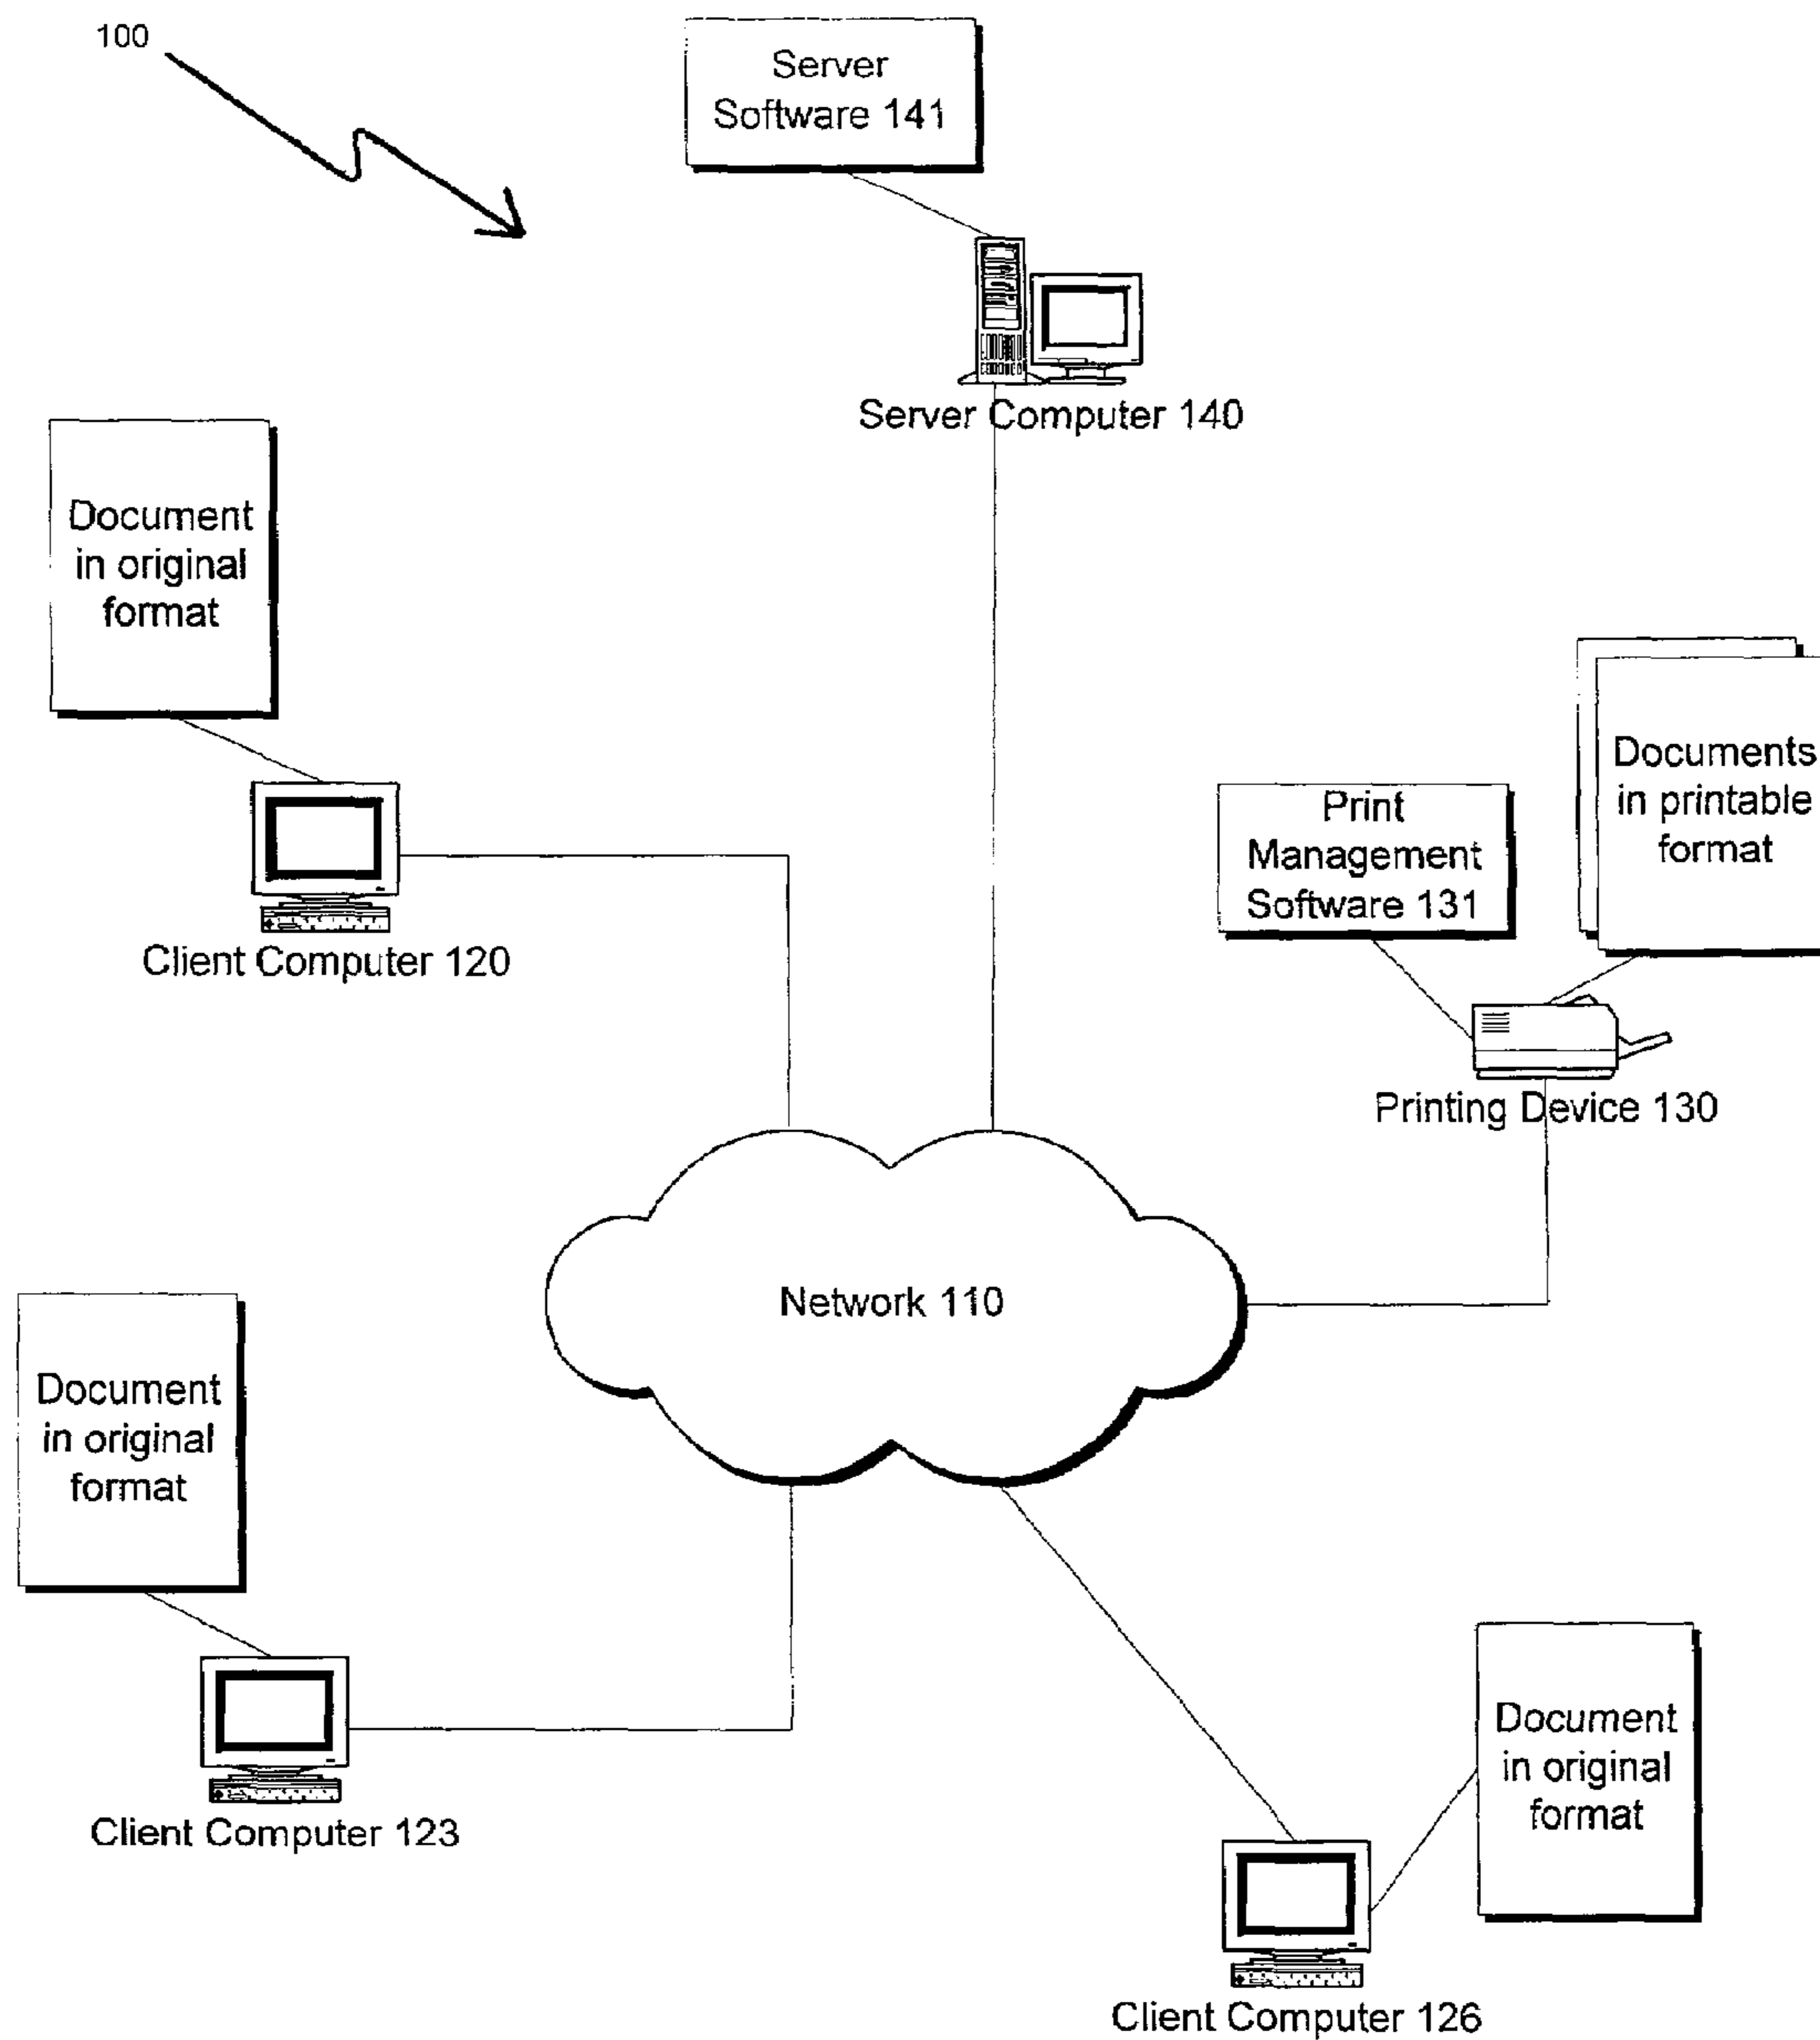 100
Server
Software 141
Server Computer 140
Document
in original
format
Client Computer 120
Documents
in printable
format
Print
Management
Software 131
Printing Device 130
Network 110
Document
in original
format
Client Computer 123
Document
in original
format
Client Computer 126